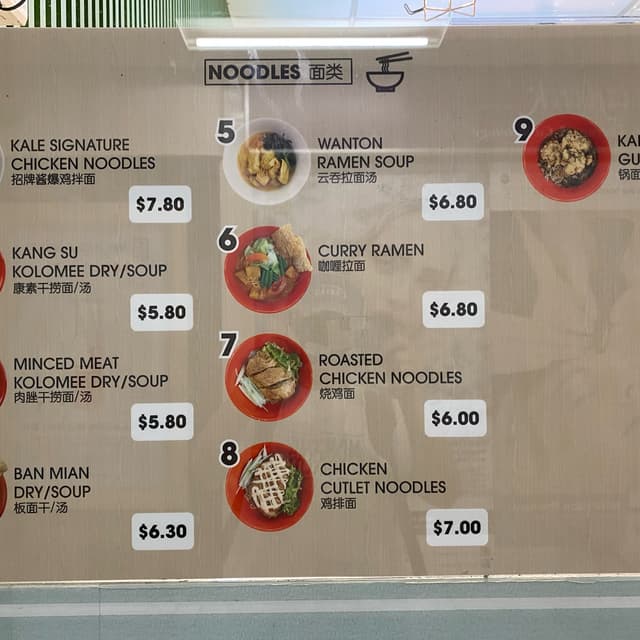 NOODLES 面类
KALE SIGNATURE
CHICKEN NOODLES
招牌酱爆鸡拌面
$7.80
KANG SU
KOLOMEE DRY/SOUP
康素干捞面/汤
$5.80
MINCED MEAT
KOLOMEE DRY/SOUP
肉脞干捞面/汤
$5.80
BAN MIAN
DRY/SOUP
板面干/汤
$6.30
5
WANTON
RAMEN SOUP
云吞拉面汤
$6.80
6
CURRY RAMEN
咖喱拉面
$6.80
7
ROASTED
CHICKEN NOODLES
烧鸡面
$6.00
8
CHICKEN
CUTLET NOODLES
鸡排面
$7.00
9